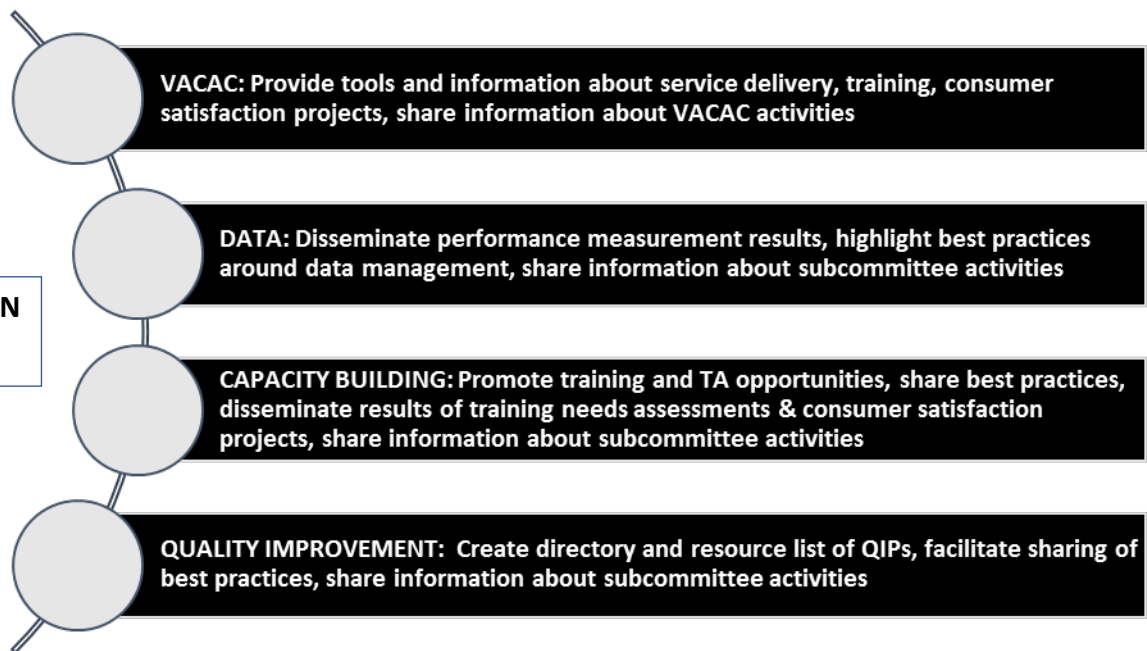 VACAC: Provide tools and information about service delivery, training, consumer
satisfaction projects, share information about VACAC activities
DATA: Disseminate performance measurement results, highlight best practices
around data management, share information about subcommittee activities
N
CAPACITY BUILDING: Promote training and TA opportunities, share best practices,
disseminate results of training needs assessments & consumer satisfaction
projects, share information about subcommittee activities
QUALITY IMPROVEMENT:  Create directory and resource list of QIPs, facilitate sharing of
best practices, share information about subcommittee activities